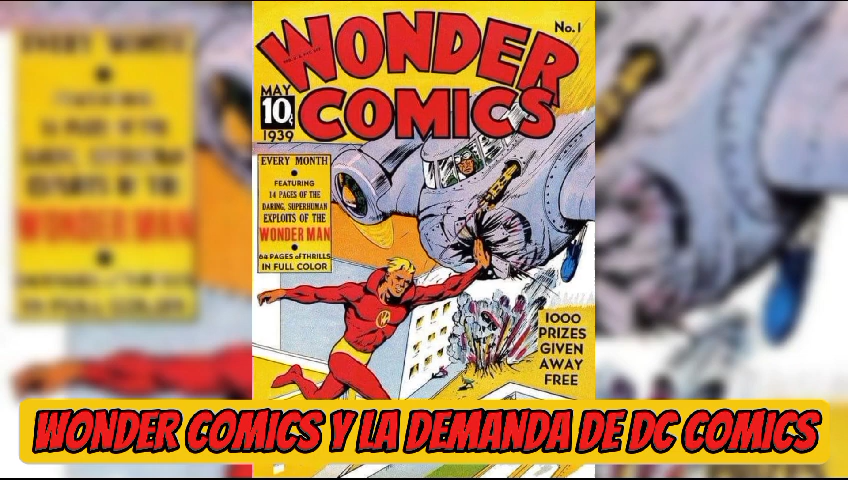 WONDER
No. 1
MAY
10¢
1939
COMICS
EVERY MONTH
FEATURING
14 PAGES OF THE
DARING, SUPERHUMAN
EXPLOITS OF THE
WONDER MAN
64 PAGES of THRILLS
IN FULL COLOR
1000
PRIZES
GIVEN
AWAY
FREE
WONDER COMICS Y LA DEMANDA DE DC COMICS